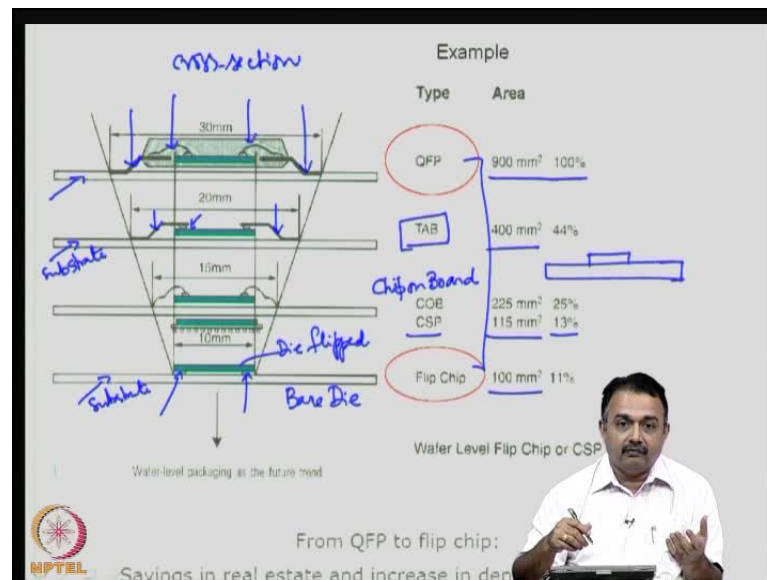 cross-section
Example
Type Area
30mm
QFP 900 mm² 100%
20mm
TAB 400 mm² 44%
substrate
Chip on Board
15mm
COB 225 mm² 25%
CSP 115 mm² 13%
10mm
Die flipped
Flip Chip 100 mm² 11%
substrate
Bare Die
Wafer Level Flip Chip or CSP
Wafer-level packaging as the future trend
From QFP to flip chip:
Savings in real estate and increase in
NPTEL